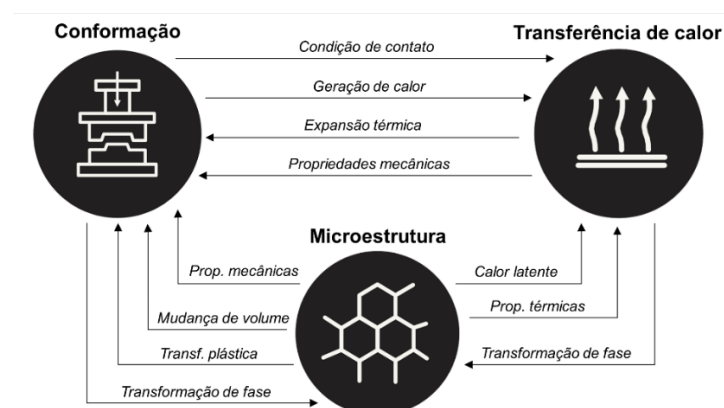 Conformação
Transferência de calor
Condição de contato
Geração de calor
Expansão térmica
Propriedades mecânicas
Microestrutura
Prop. mecânicas
Calor latente
Prop. térmicas
Mudança de volume
Transf. plástica
Transformação de fase
Transformação de fase